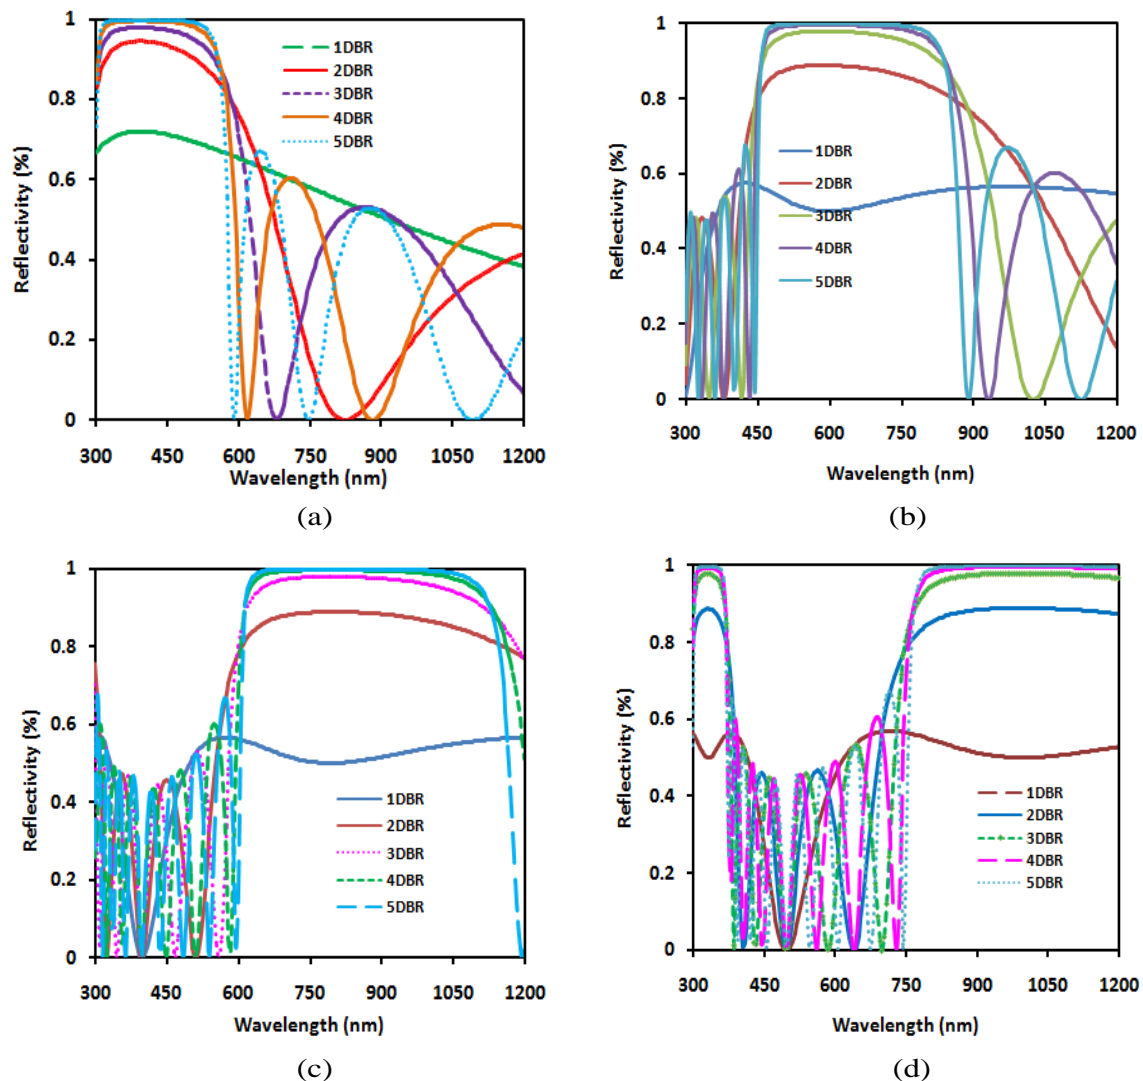 1
0.8
0.6
0.4
0.2
0
Reflectivity (%)
1DBR
2DBR
3DBR
4DBR
5DBR
300 450 600 750 900 1050 1200
Wavelength (nm)
(a)
1
0.8
0.6
0.4
0.2
0
Reflectivity (%)
1DBR
2DBR
3DBR
4DBR
5DBR
300 450 600 750 900 1050 1200
Wavelength (nm)
(b)
1
0.8
0.6
0.4
0.2
0
Reflectivity (%)
1DBR
2DBR
3DBR
4DBR
5DBR
300 450 600 750 900 1050 1200
Wavelength (nm)
(c)
1
0.8
0.6
0.4
0.2
0
Reflectivity (%)
1DBR
2DBR
3DBR
4DBR
5DBR
300 450 600 750 900 1050 1200
Wavelength (nm)
(d)